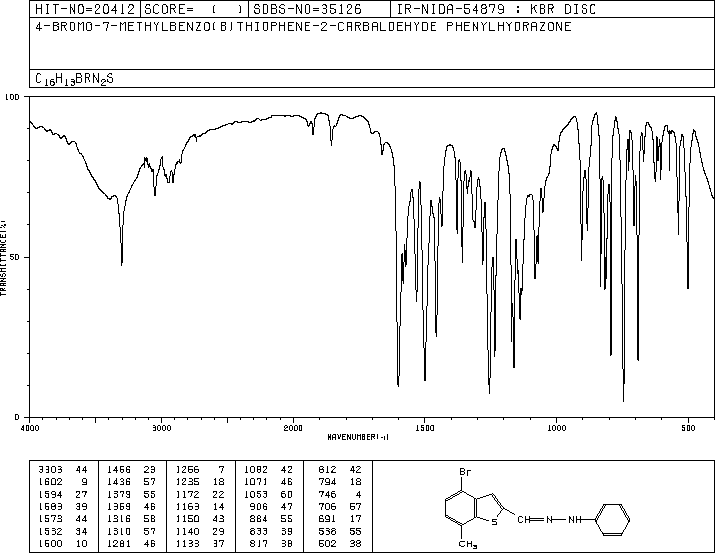 HIT-NO=20412 SCORE= ( ) SDBS-NO=35126 IR-NIDA-54879 : KBR DISC
4-BROMO-7-METHYLBENZO(B)THIOPHENE-2-CARBALDEHYDE PHENYLHYDRAZONE
C16H13BRN2S
100
50
0
TRANSMITTANCE(%)
4000 3000 2000 1500 1000 500
WAVENUMBER(-1)
3303 44 1456 23 1256 7 1082 42 812 42
1602 9 1436 57 1235 18 1071 46 794 18
1594 27 1379 55 1172 22 1053 60 746 4
1583 39 1359 46 1163 14 906 47 706 57
1573 44 1316 58 1150 43 884 55 691 17
1532 34 1310 57 1140 29 833 39 538 55
1500 10 1281 46 1133 37 817 38 502 38
Br
S
CH=N-NH
CH3